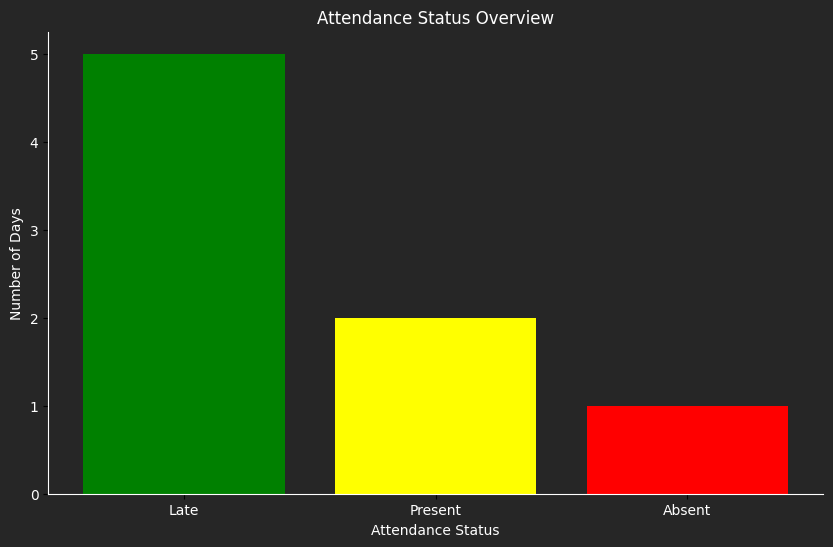 Attendance Status Overview
Number of Days
5
4
3
2
1
0
Late Present Absent
Attendance Status